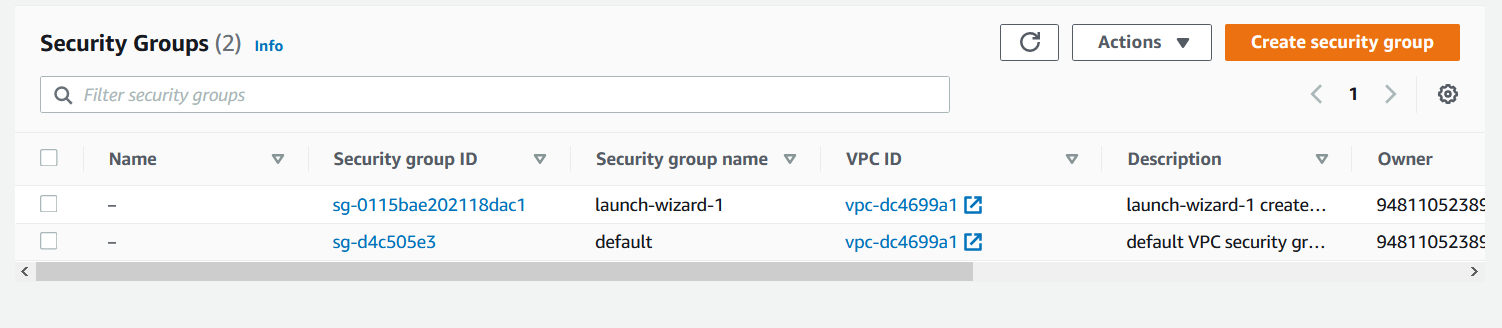 Security Groups (2) Info Actions Create security group
Filter security groups 1
Name Security group ID Security group name VPC ID Description Owner
– sg-0115bae202118dac1 launch-wizard-1 vpc-dc4699a1 launch-wizard-1 create... 94811052389
– sg-d4c505e3 default vpc-dc4699a1 default VPC security gr... 94811052389